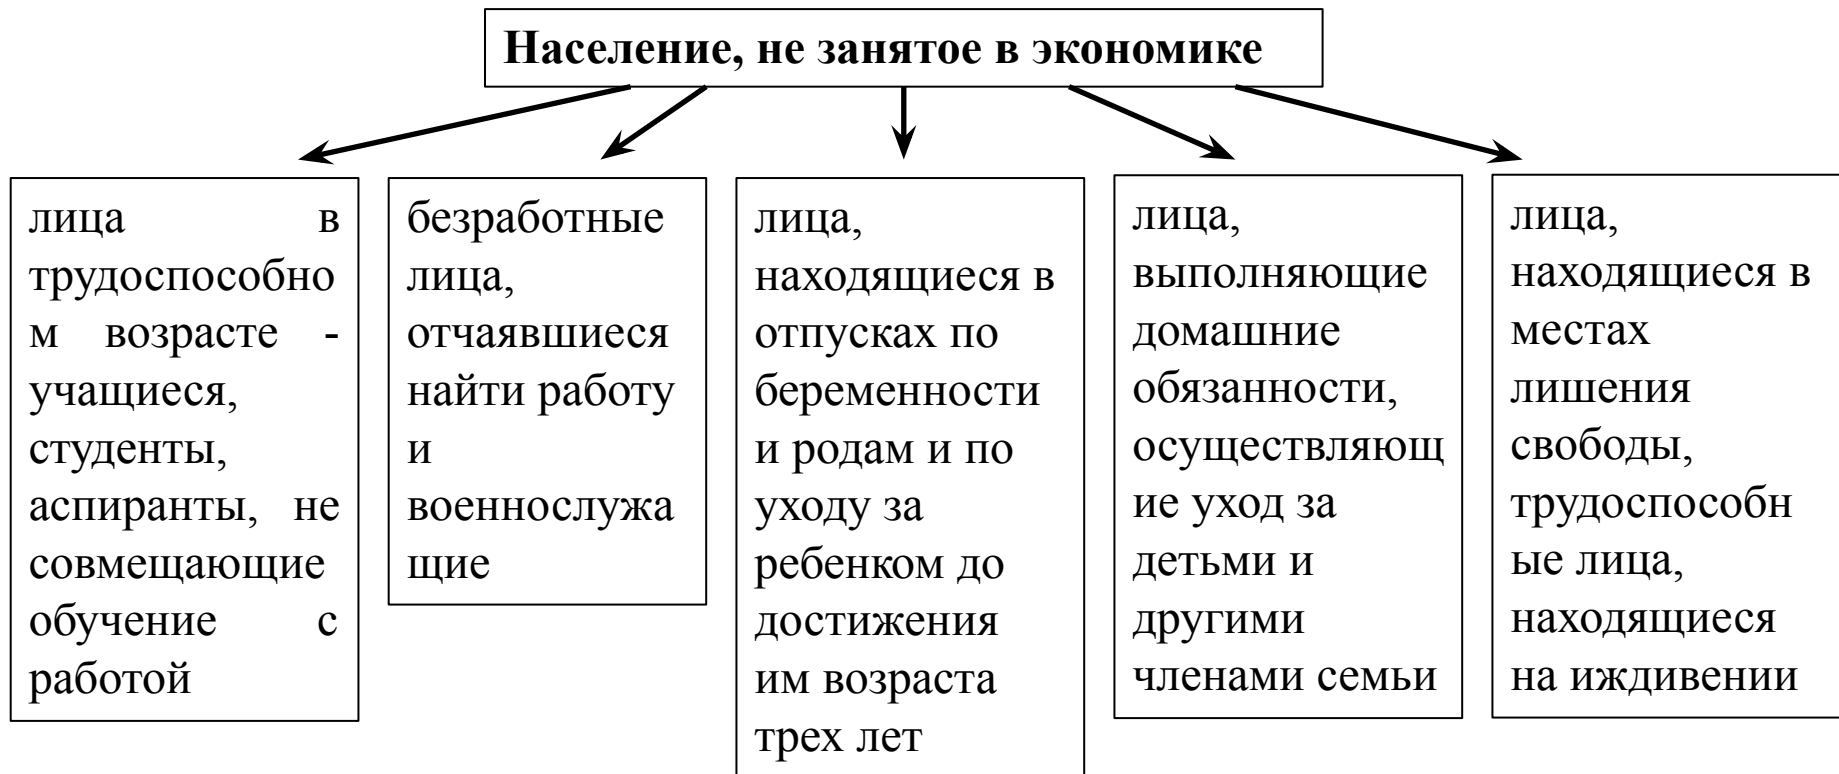 Население, не занятое в экономике
лица в
трудоспособно
м возрасте -
учащиеся,
студенты,
аспиранты, не
совмещающие
обучение с
работой
безработные
лица,
отчаявшиеся
найти работу
и
военнослужа
щие
лица,
находящиеся в
отпусках по
беременности
и родам и по
уходу за
ребенком до
достижения
им возраста
трех лет
лица,
выполняющие
домашние
обязанности,
осуществляющ
ие уход за
детьми и
другими
членами семьи
лица,
находящиеся в
местах
лишения
свободы,
трудоспособн
ые лица,
находящиеся
на иждивении